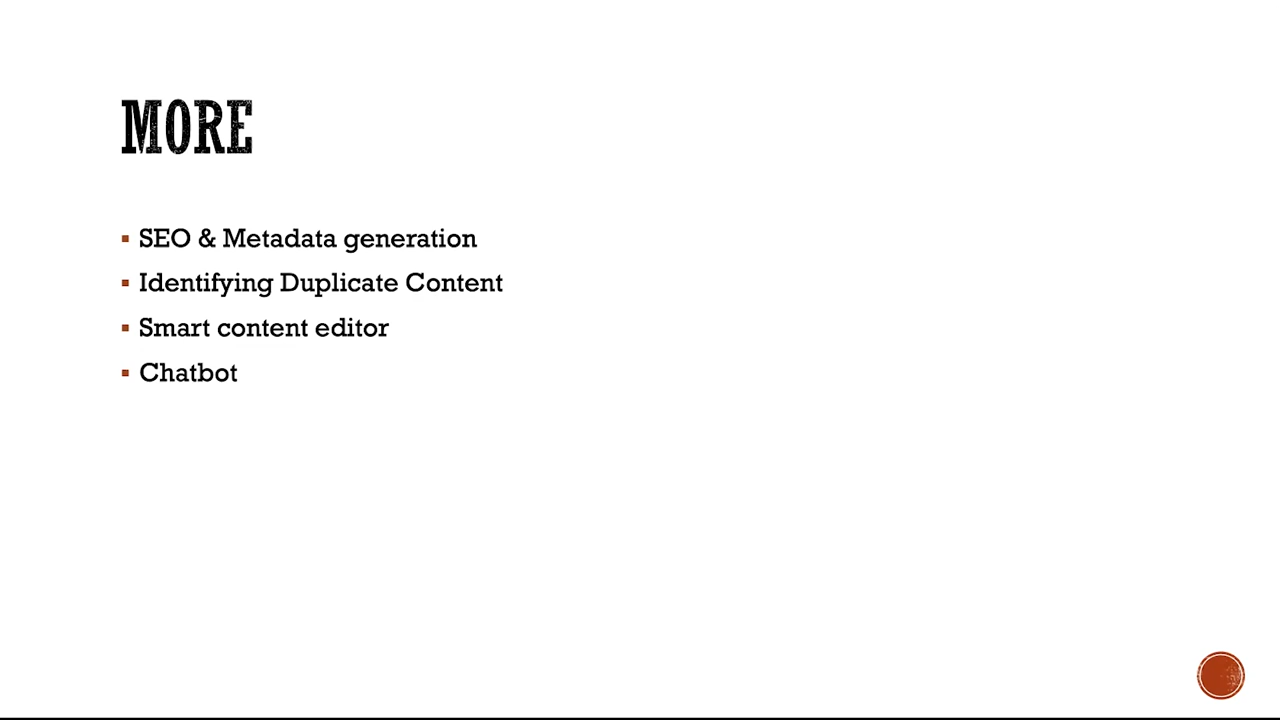 MORE
SEO & Metadata generation
Identifying Duplicate Content
Smart content editor
Chatbot